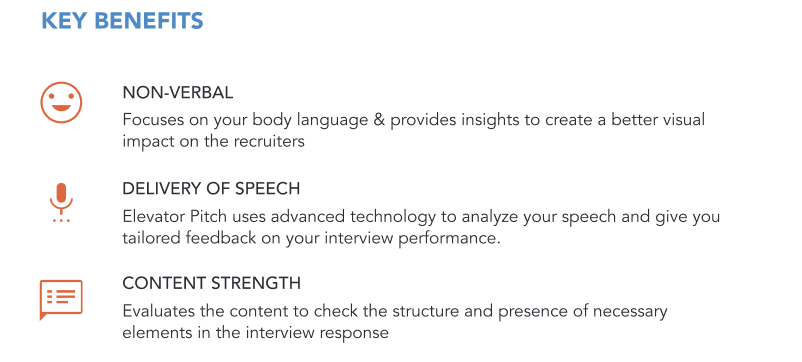 KEY BENEFITS
NON-VERBAL
Focuses on your body language & provides insights to create a better visual
impact on the recruiters
DELIVERY OF SPEECH
Elevator Pitch uses advanced technology to analyze your speech and give you
tailored feedback on your interview performance.
CONTENT STRENGTH
Evaluates the content to check the structure and presence of necessary
elements in the interview response